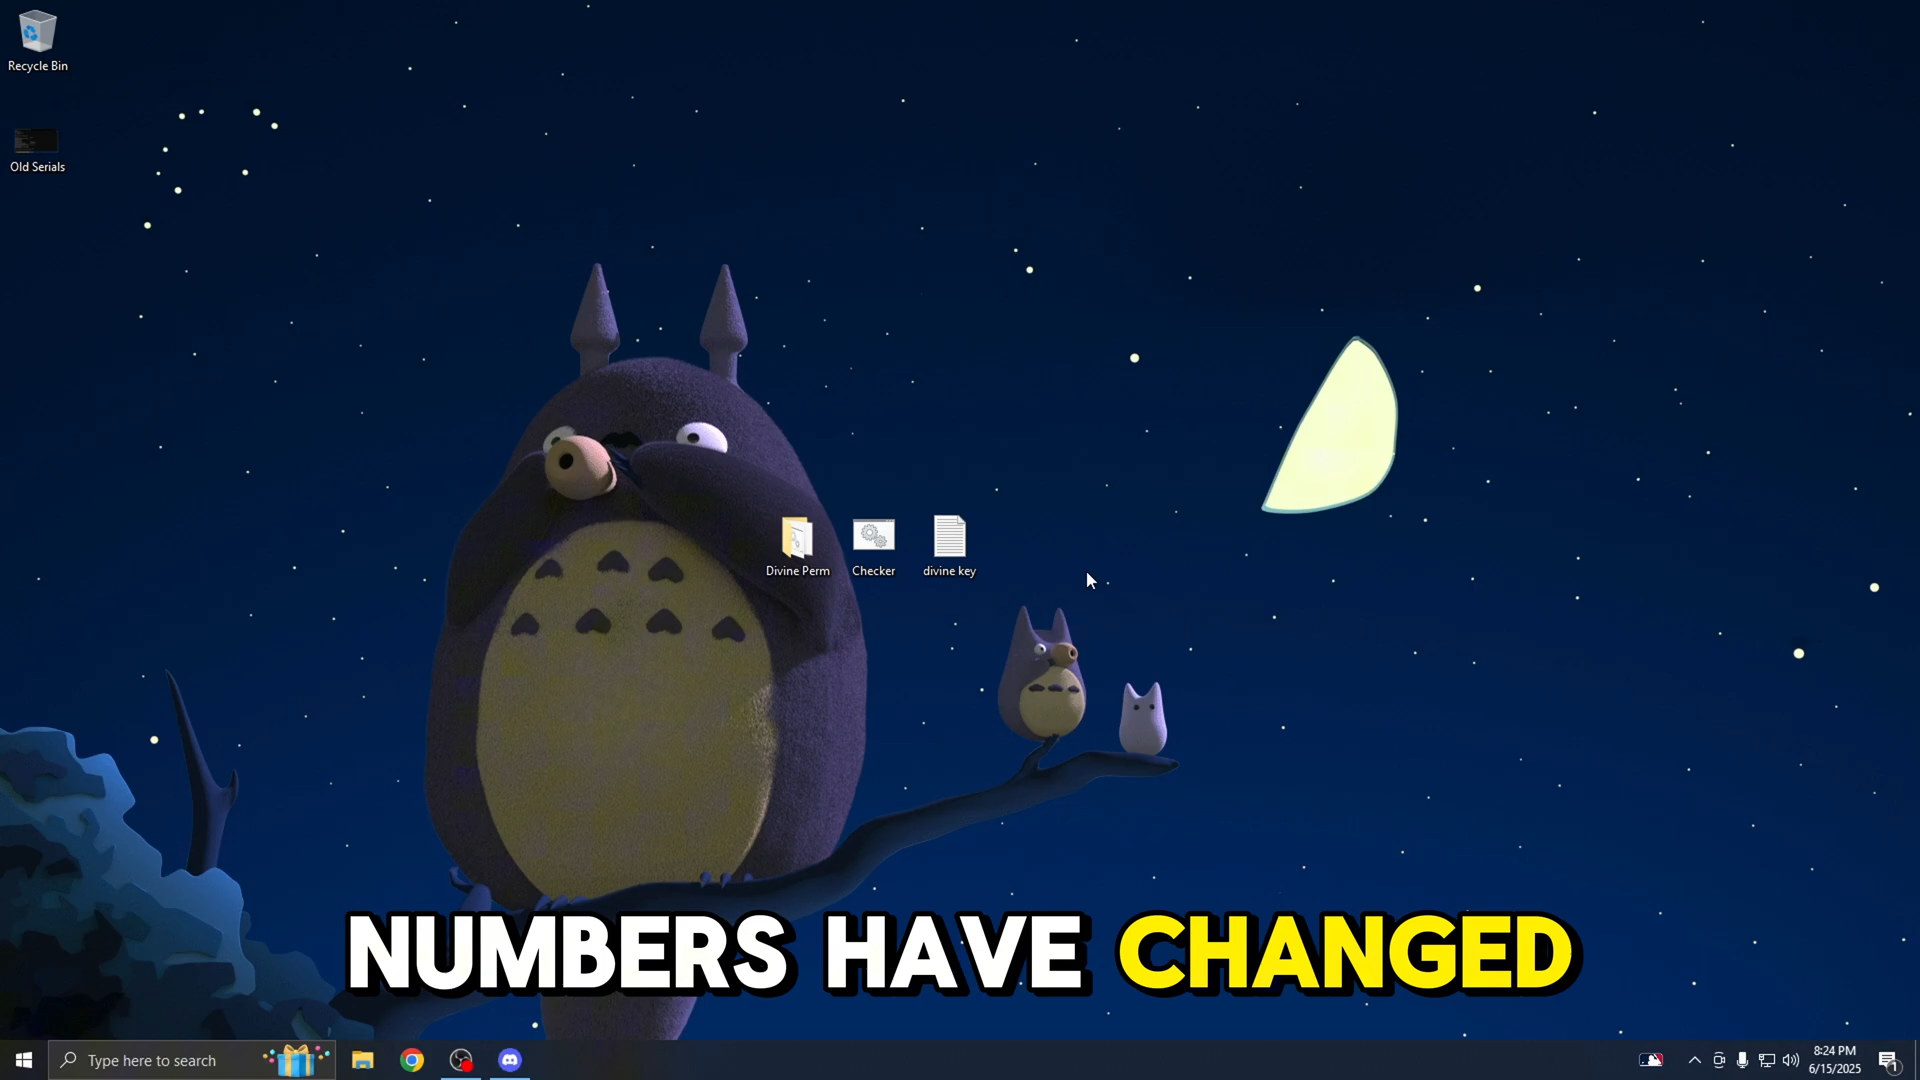 Recycle Bin
Old Serials
Divine Perm
Checker
divine key
NUMBERS HAVE CHANGED
Type here to search
8:24 PM
6/15/2025
1